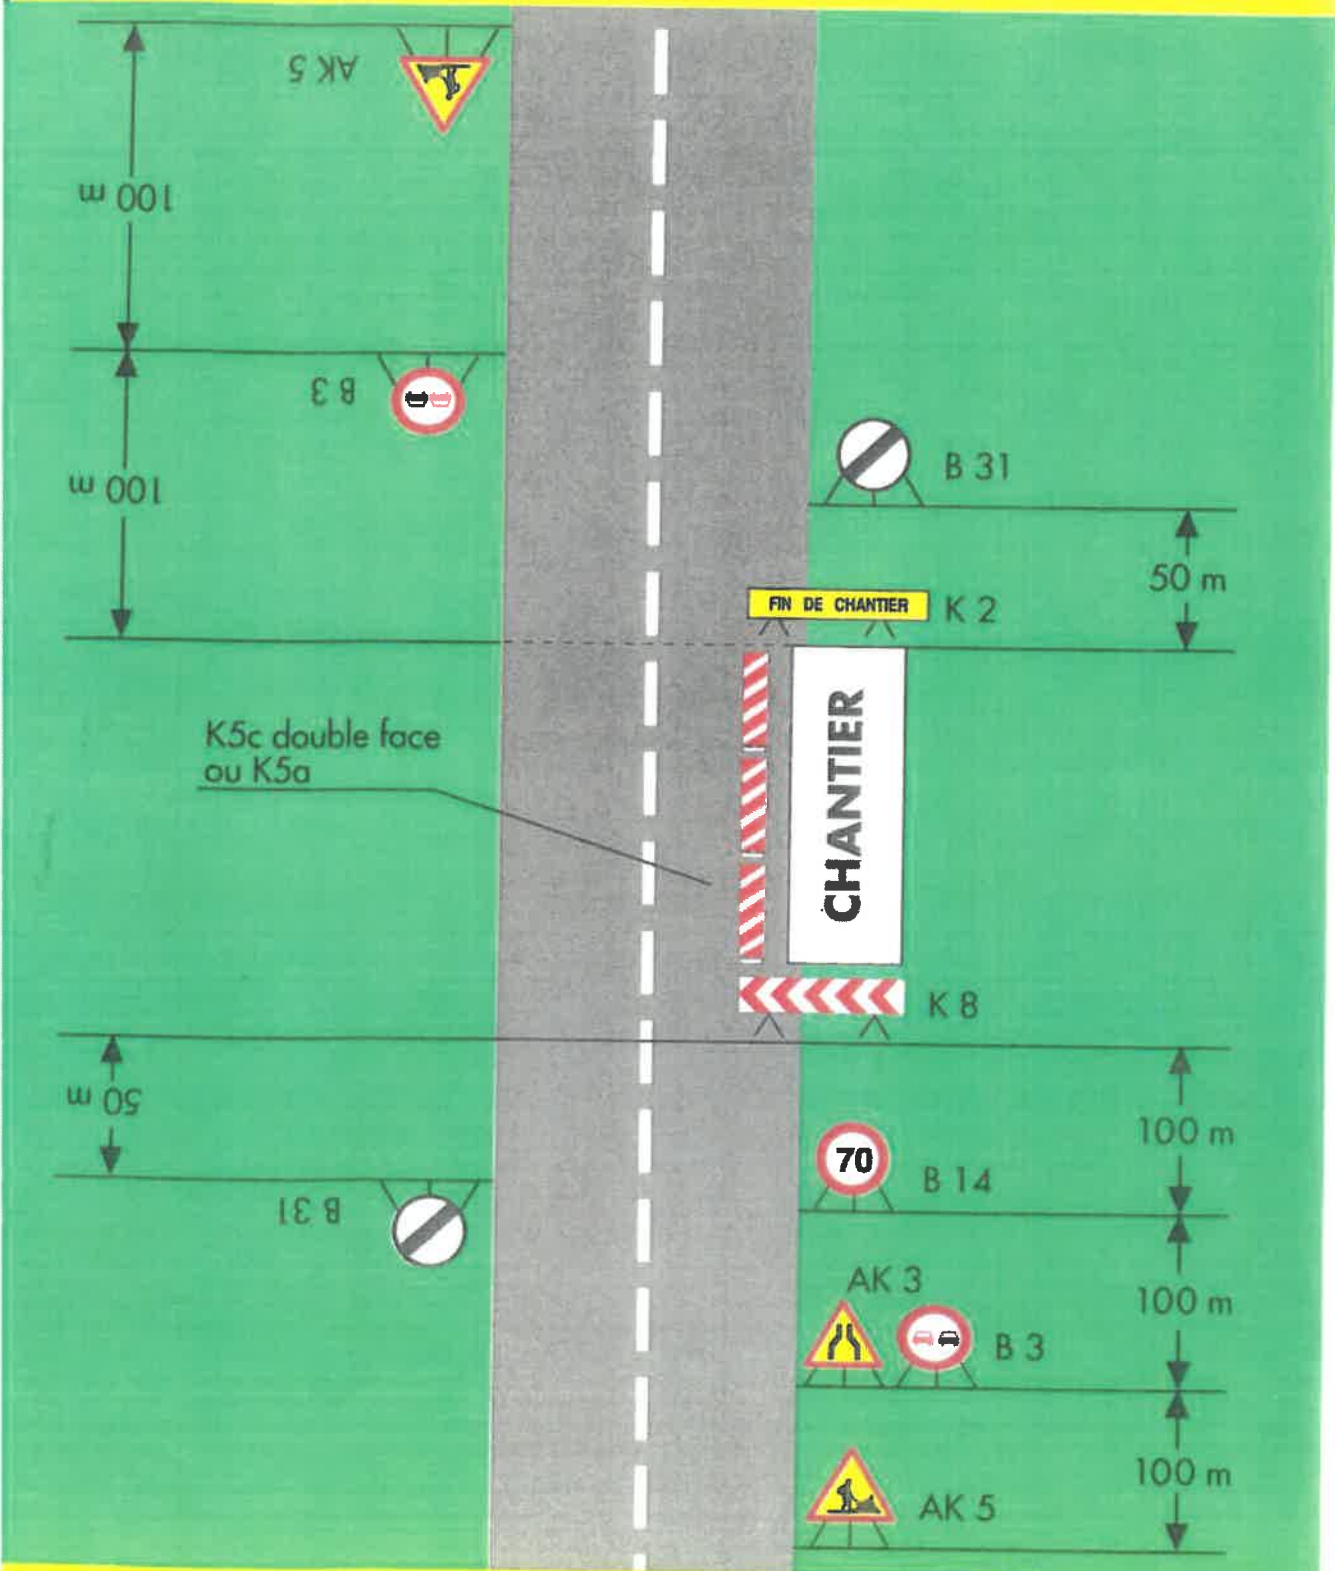 AK 5
100 m
B 3
100 m
B 31
50 m
FIN DE CHANTIER
K 2
K5c double face
ou K5a
CHANTIER
K 8
50 m
100 m
70
B 14
B 31
AK 3
100 m
B 3
100 m
AK 5